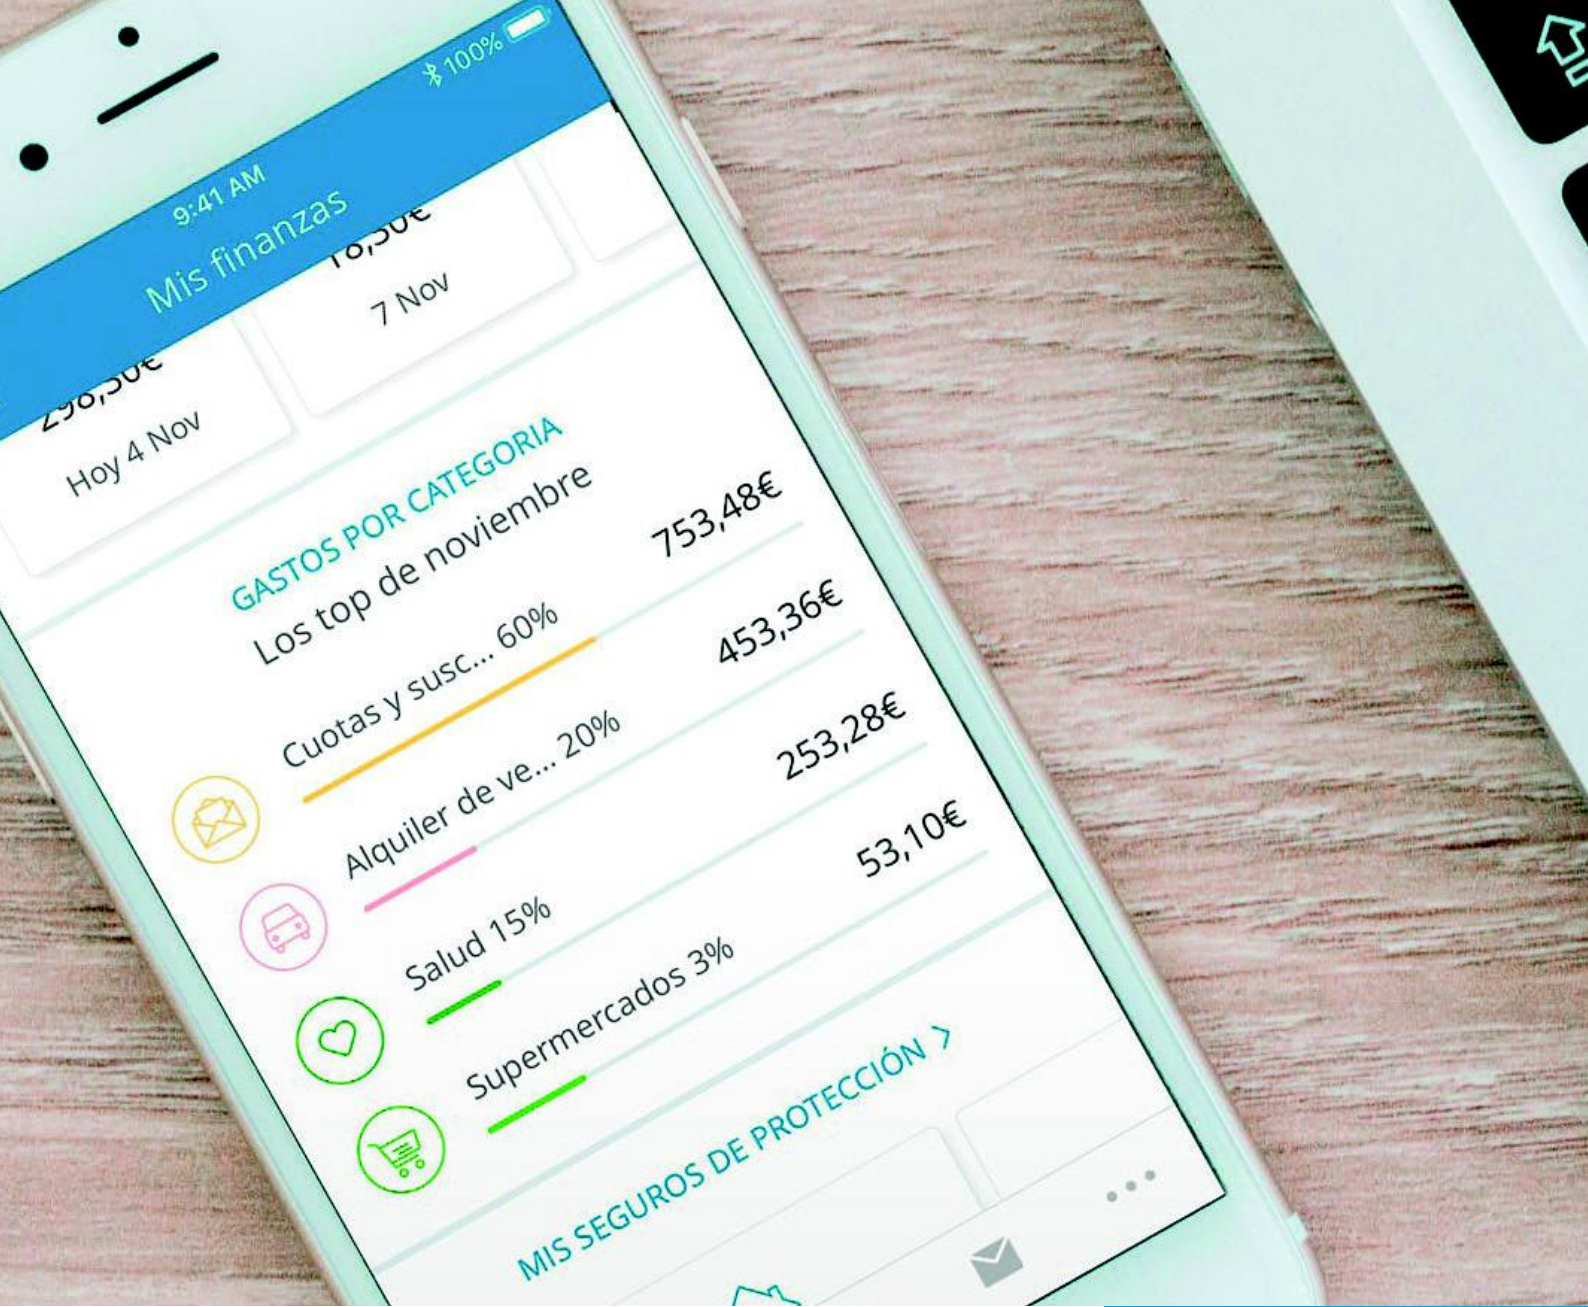 100%
9:41 AM
Mis finanzas
Hoy 4 Nov
7 Nov
GASTOS POR CATEGORIA
Los top de noviembre
Cuotas y susc... 60% 753,48€
Alquiler de ve... 20% 453,36€
Salud 15% 253,28€
Supermercados 3% 53,10€
MIS SEGUROS DE PROTECCIÓN >